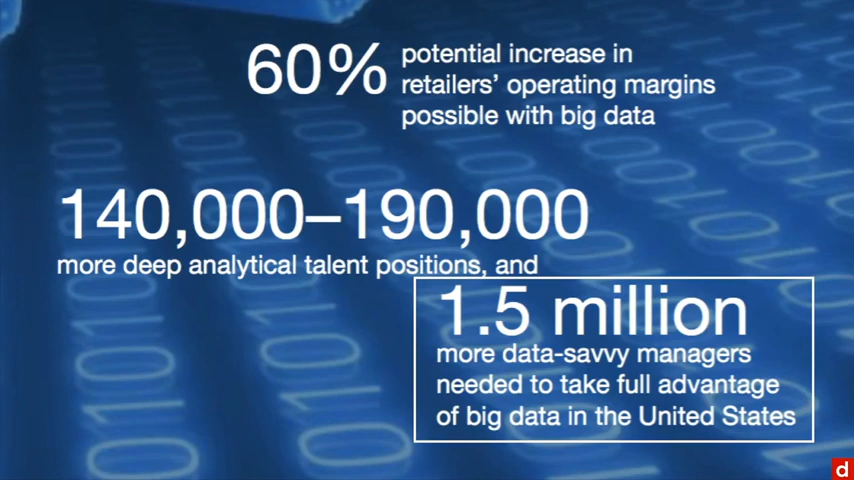 60%
potential increase in
retailers' operating margins
possible with big data
140,000–190,000
more deep analytical talent positions, and
1.5 million
more data-savvy managers
needed to take full advantage
of big data in the United States
d